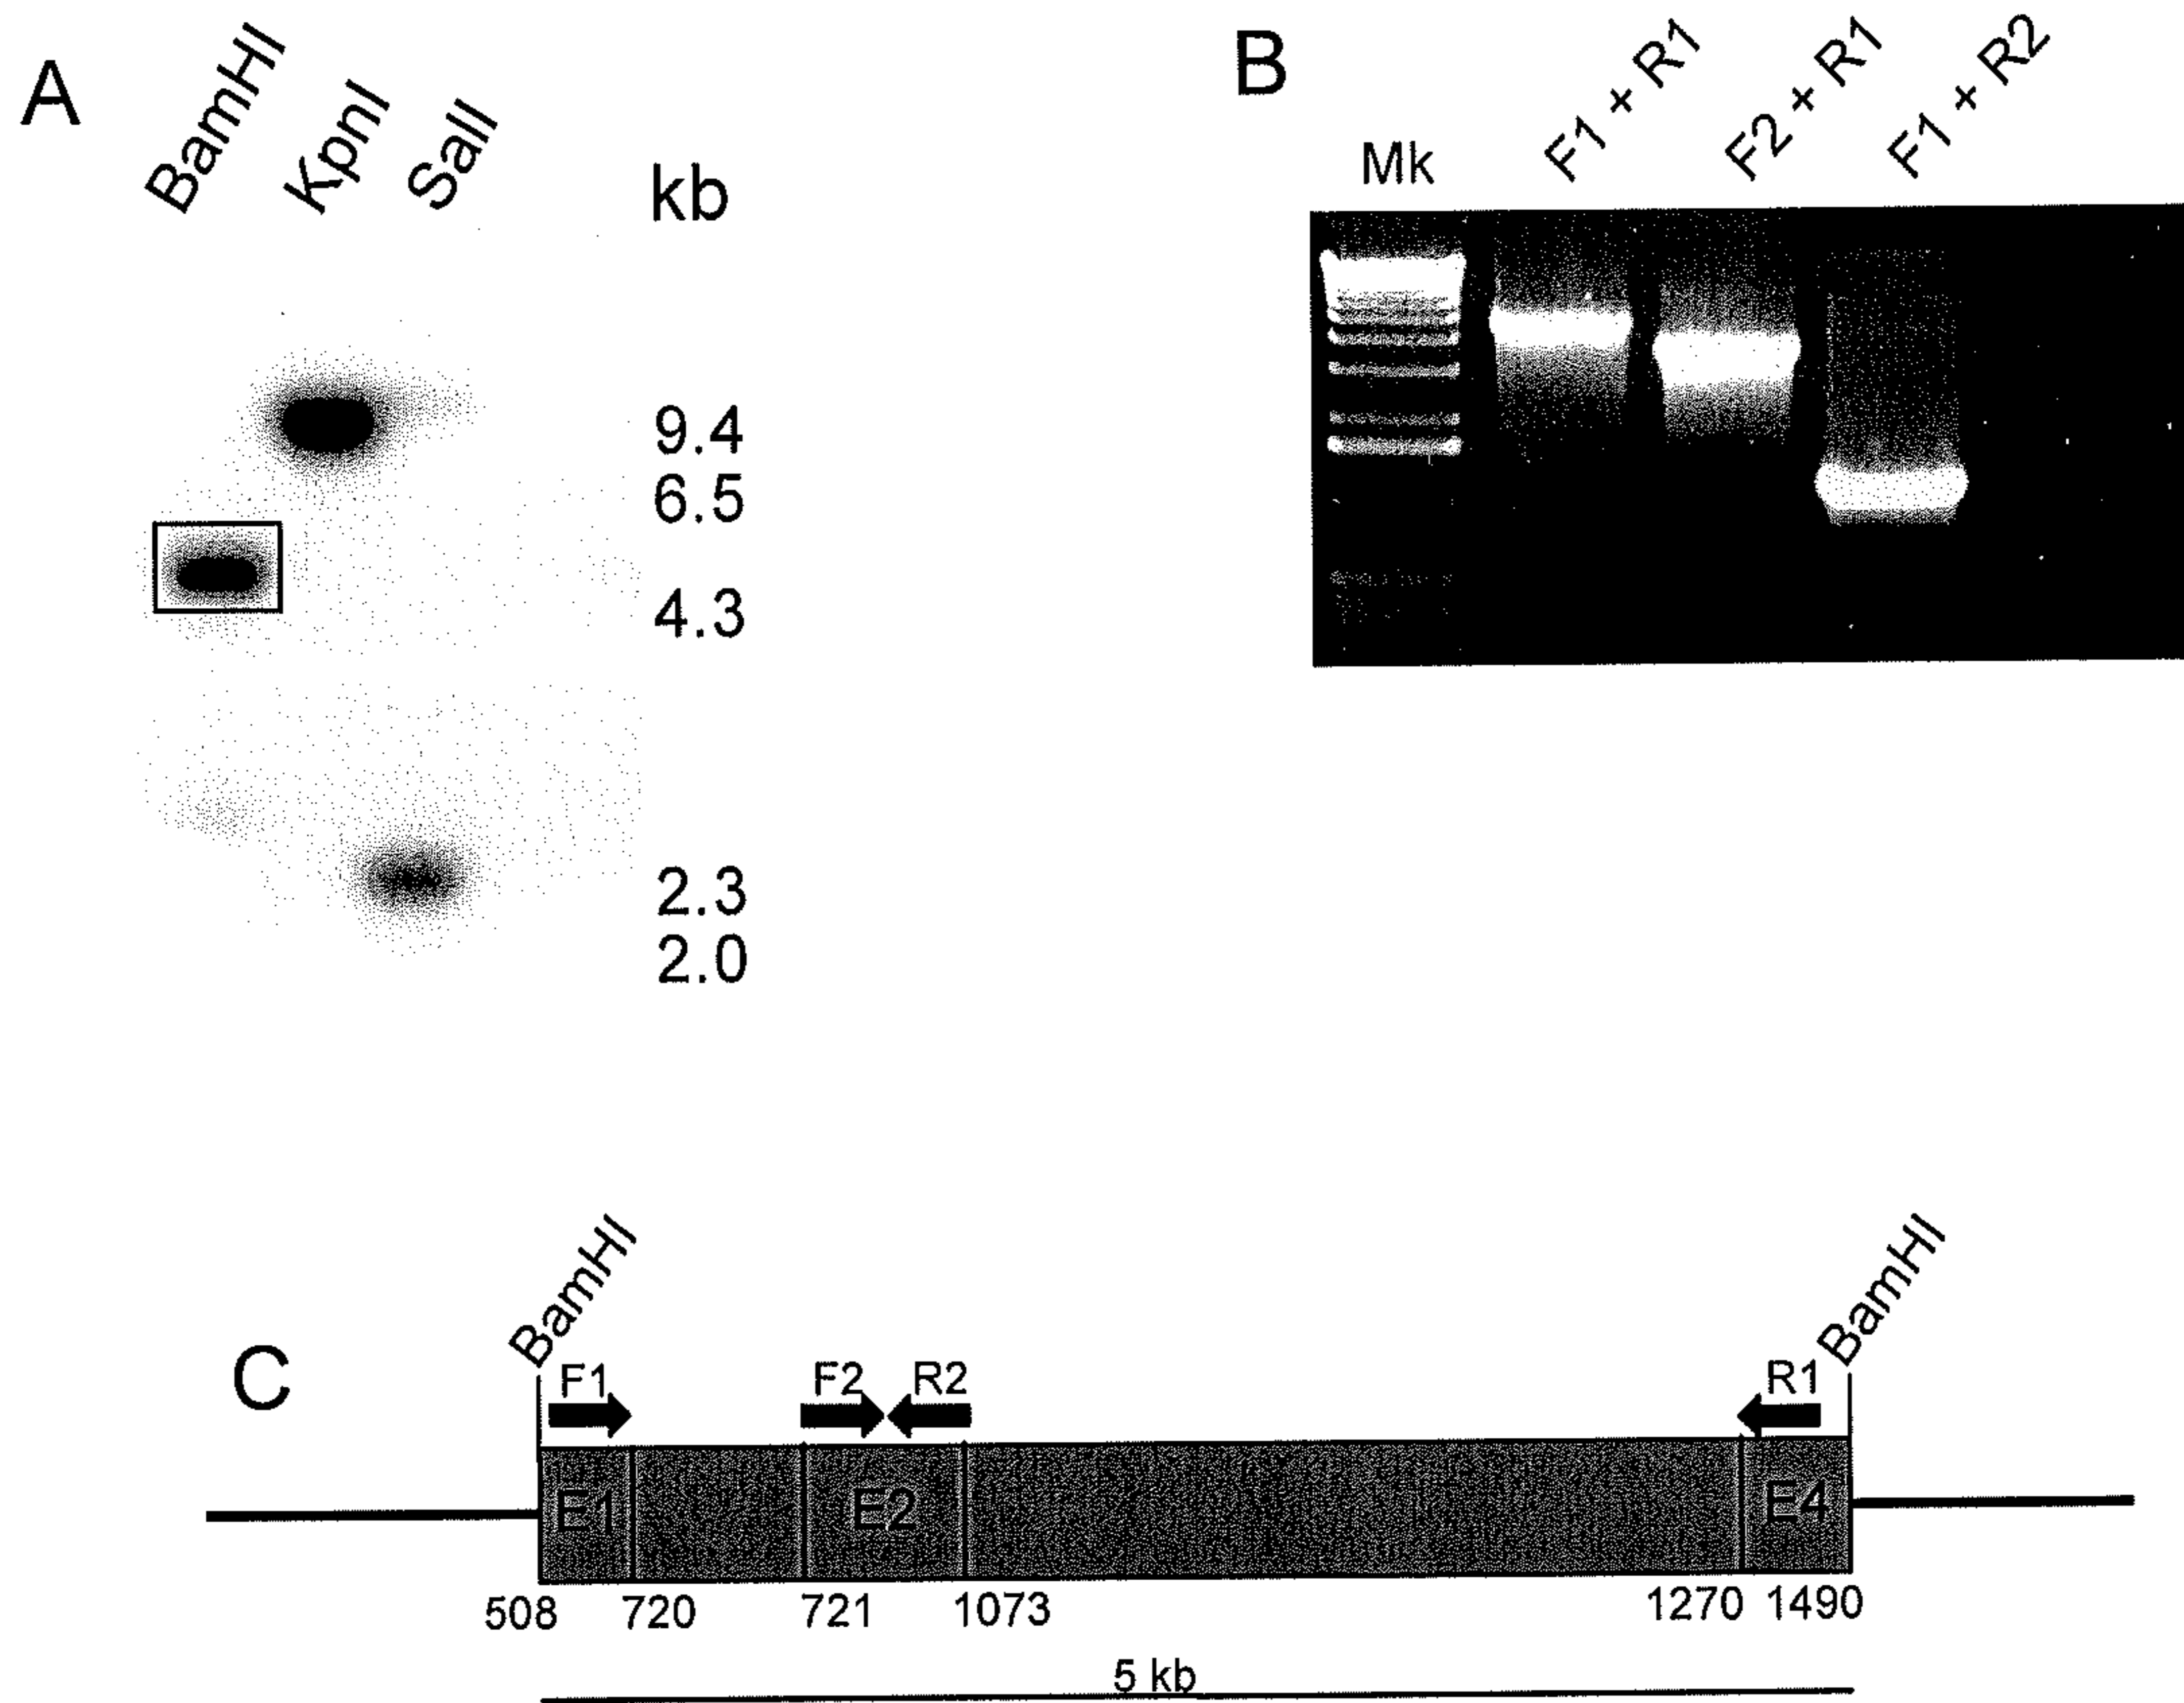 A
BamHI
KpnI
SalI
kb
9.4
6.5
4.3
2.3
2.0
B
Mk
F1 + R1
F2 + R1
F1 + R2
C
BamHI
BamHI
F1
F2
R2
R1
E1
E2
E4
508
720
721
1073
1270
1490
5 kb